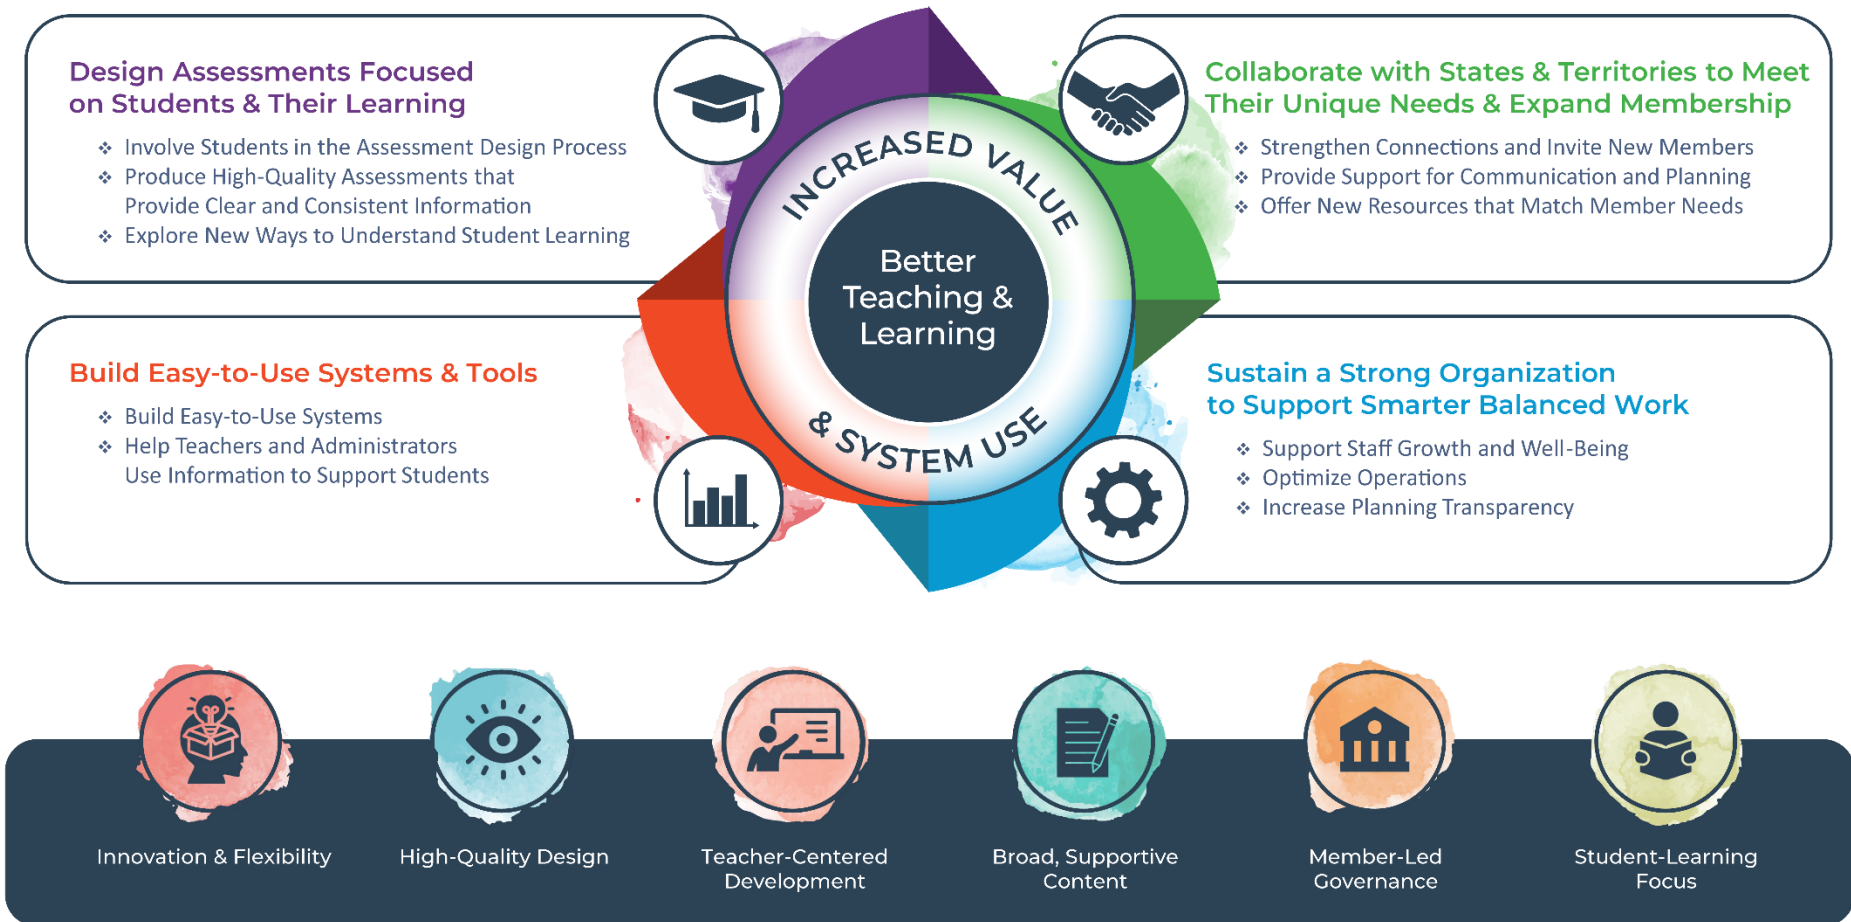 Design Assessments Focused
on Students & Their Learning
❖ Involve Students in the Assessment Design Process
❖ Produce High-Quality Assessments that
Provide Clear and Consistent Information
❖ Explore New Ways to Understand Student Learning
Collaborate with States & Territories to Meet
Their Unique Needs & Expand Membership
❖ Strengthen Connections and Invite New Members
❖ Provide Support for Communication and Planning
❖ Offer New Resources that Match Member Needs
INCREASED VALUE
& SYSTEM USE
Better
Teaching &
Learning
Build Easy-to-Use Systems & Tools
❖ Build Easy-to-Use Systems
❖ Help Teachers and Administrators
Use Information to Support Students
Sustain a Strong Organization
to Support Smarter Balanced Work
❖ Support Staff Growth and Well-Being
❖ Optimize Operations
❖ Increase Planning Transparency
Innovation & Flexibility
High-Quality Design
Teacher-Centered
Development
Broad, Supportive
Content
Member-Led
Governance
Student-Learning
Focus